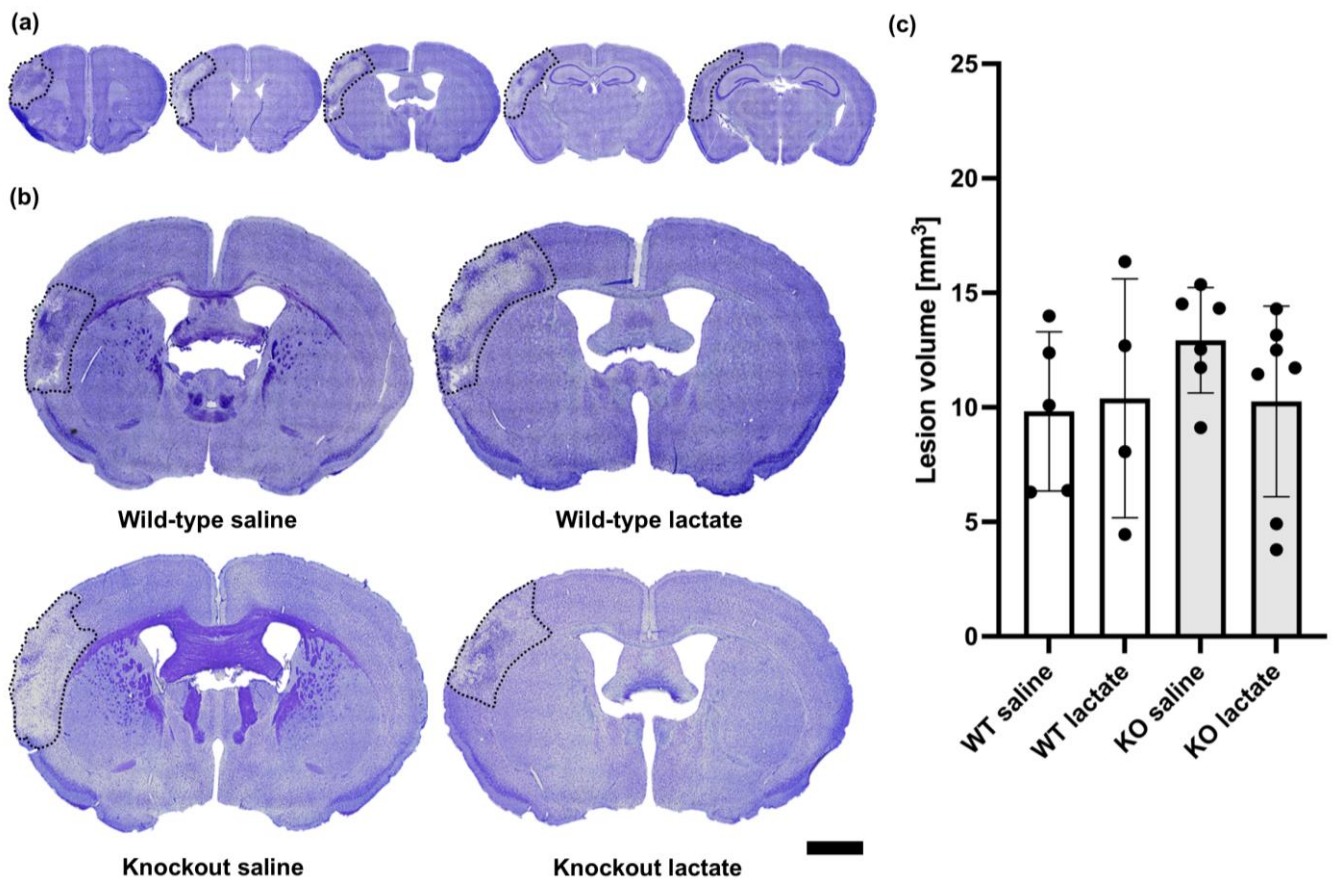 (a)
(b)
Wild-type saline
Wild-type lactate
Knockout saline
Knockout lactate
(c)
Lesion volume [mm³]
25
20
15
10
5
0
WT saline
WT lactate
KO saline
KO lactate